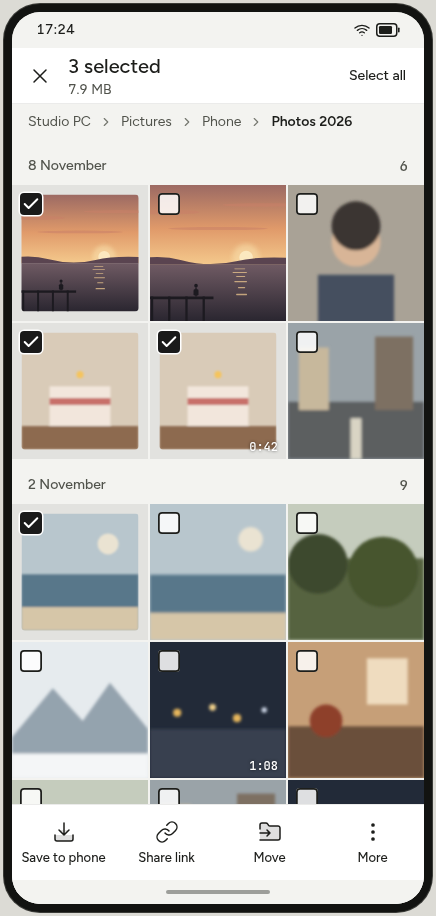 17:24
3 selected
7.9 MB
Select all
Studio PC > Pictures > Phone > Photos 2026
8 November
6
0:42
2 November
9
1:08
Save to phone
Share link
Move
More